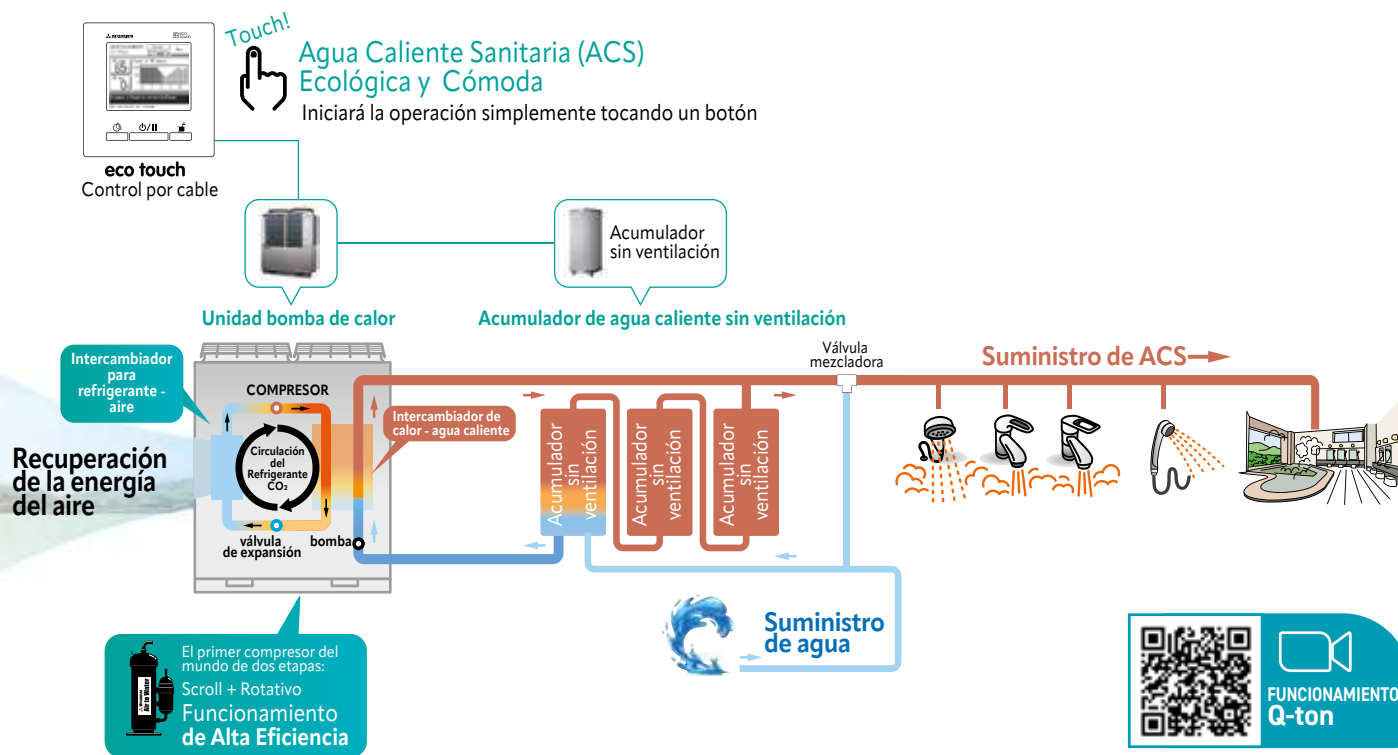 Touch!
Agua Caliente Sanitaria (ACS)
Ecológica y Cómoda
Iniciará la operación simplemente tocando un botón
eco touch
Control por cable
Acumulador
sin ventilación
Unidad bomba de calor
Acumulador de agua caliente sin ventilación
Intercambiador
para
refrigerante -
aire
COMPRESOR
Circulación
del
Refrigerante
CO₂
válvula
de expansión
bomba
Intercambiador de
calor - agua caliente
Recuperación
de la energía
del aire
Acumulador
sin
ventilación
Acumulador
sin
ventilación
Acumulador
sin
ventilación
Válvula
mezcladora
Suministro de ACS
Suministro
de agua
El primer compresor del
mundo de dos etapas:
Scroll + Rotativo
Funcionamiento
de Alta Eficiencia
Air to Water
FUNCIONAMIENTO
Q-ton